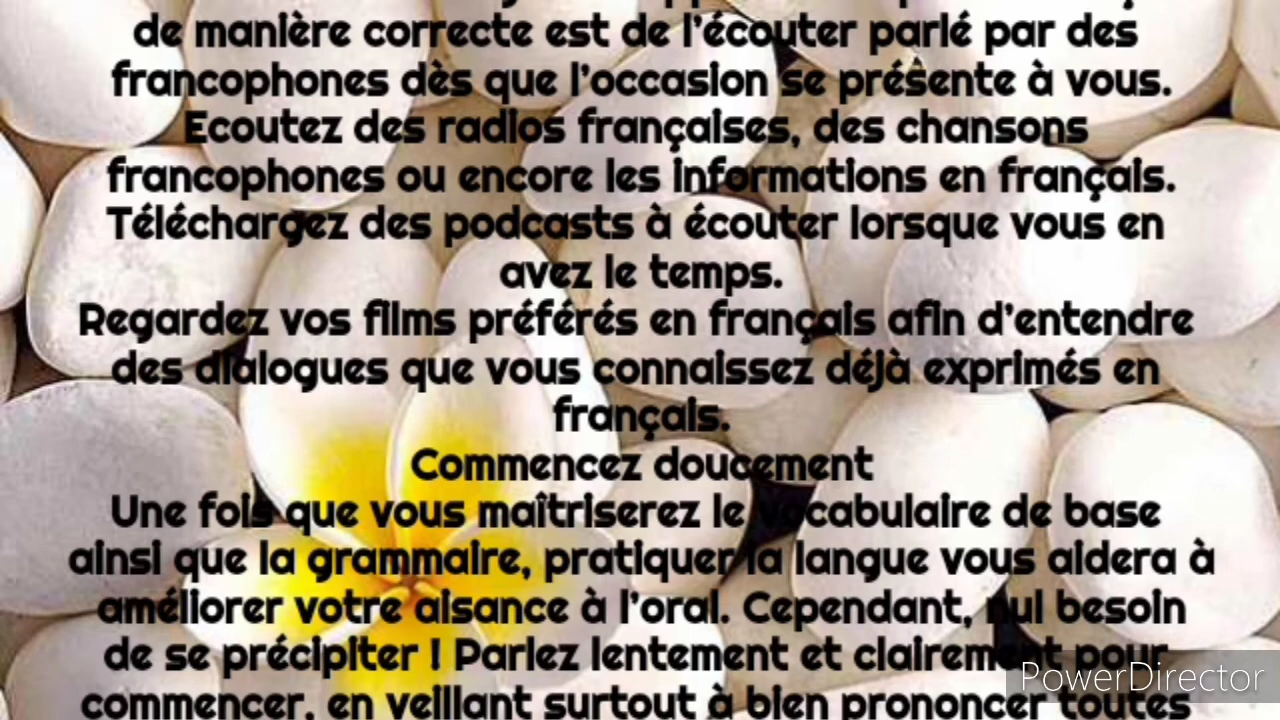 de manière correcte est de l'écouter parlé par des
francophones dès que l'occasion se présente à vous.
Ecoutez des radios françaises, des chansons
francophones ou encore les informations en français.
Téléchargez des podcasts à écouter lorsque vous en
avez le temps.
Regardez vos films préférés en français afin d'entendre
des dialogues que vous connaissez déjà exprimés en
français.
Commencez doucement
Une fois que vous maîtriserez le vocabulaire de base
ainsi que la grammaire, pratiquer la langue vous aidera à
améliorer votre aisance à l'oral. Cependant, nul besoin
de se précipiter ! Parlez lentement et clairement pour
commencer, en veillant surtout à bien prononcer toutes
PowerDirector